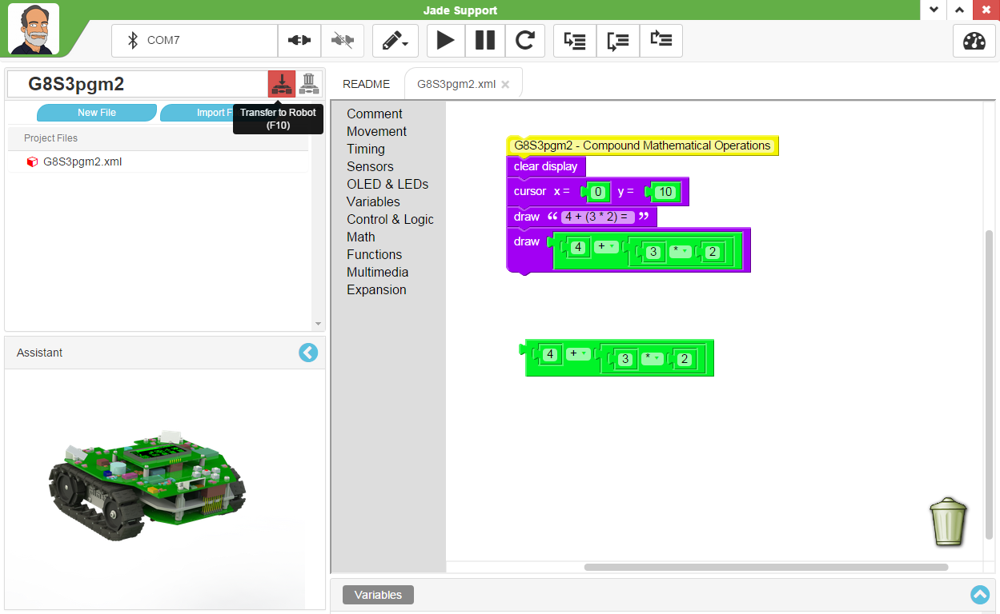 Jade Support
COM7
G8S3pgm2
New File
Import F
Transfer to Robot
(F10)
Project Files
G8S3pgm2.xml
Assistant
README
G8S3pgm2.xml
Comment
Movement
Timing
Sensors
OLED & LEDs
Variables
Control & Logic
Math
Functions
Multimedia
Expansion
G8S3pgm2 - Compound Mathematical Operations
clear display
cursor x = 0 y = 10
draw “ 4 + (3 * 2) = ”
draw 4 + 3 * 2
4 + 3 * 2
Variables